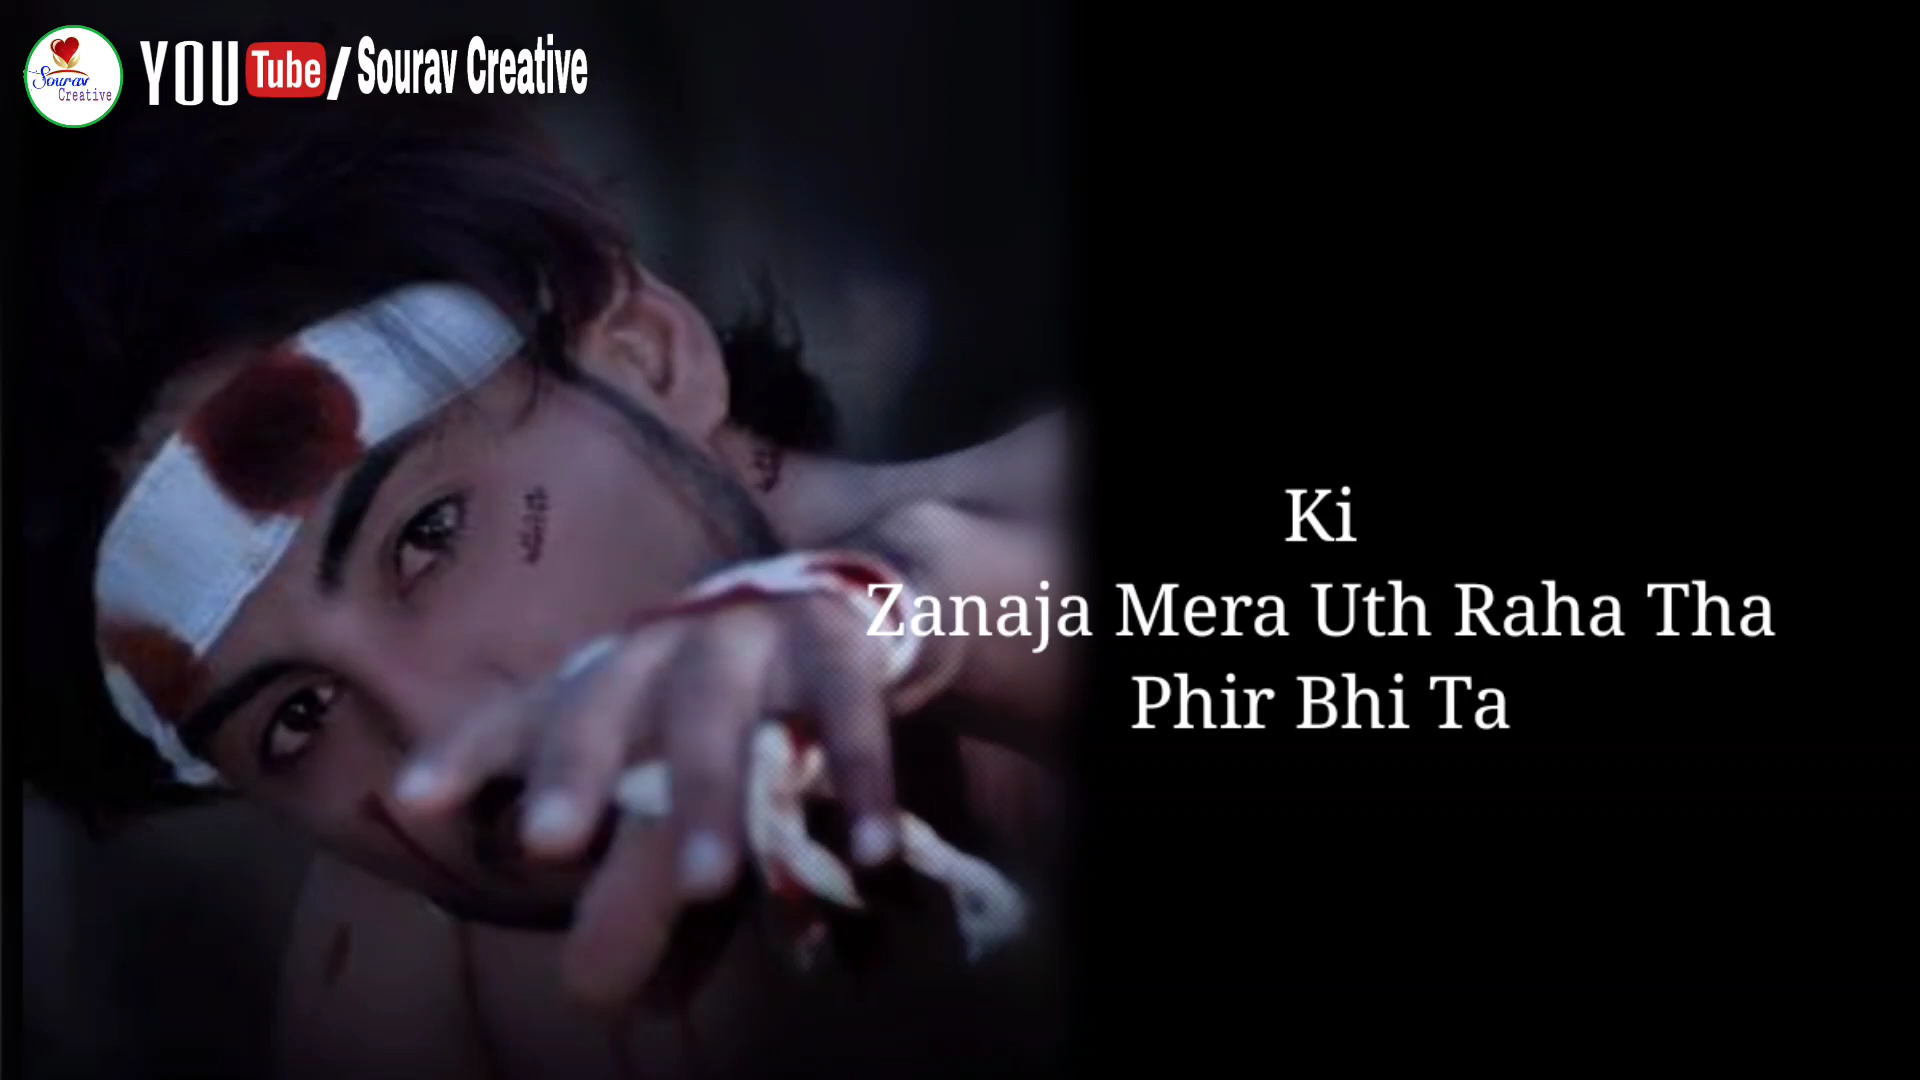 Sourav
Creative
YOU Tube/Sourav Creative
Ki
Zanaja Mera Uth Raha Tha
Phir Bhi Ta